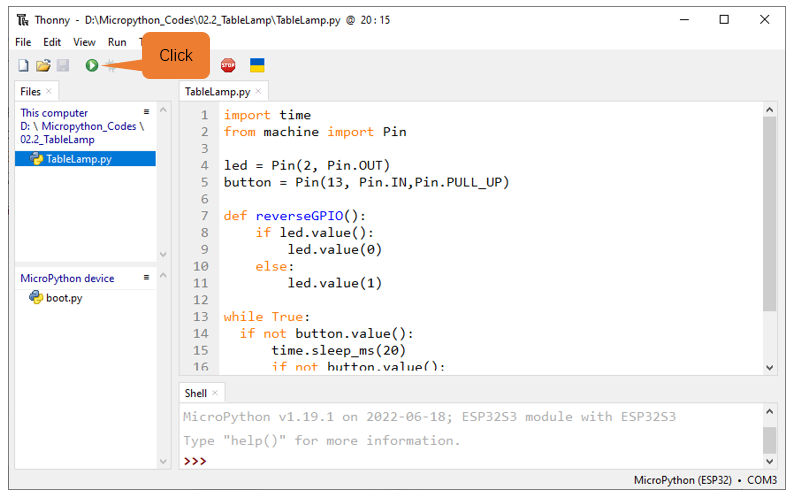 Thonny - D:\Micropython_Codes\02.2_TableLamp\TableLamp.py @ 20 : 15
File Edit View Run
Click
STOP
Files
TableLamp.py
This computer
D: \ Micropython_Codes \
02.2_TableLamp
TableLamp.py
MicroPython device
boot.py
1 import time
2 from machine import Pin
3
4 led = Pin(2, Pin.OUT)
5 button = Pin(13, Pin.IN,Pin.PULL_UP)
6
7 def reverseGPIO():
8 if led.value():
9 led.value(0)
10 else:
11 led.value(1)
12
13 while True:
14 if not button.value():
15 time.sleep_ms(20)
16 if not button.value():
Shell
MicroPython v1.19.1 on 2022-06-18; ESP32S3 module with ESP32S3
Type "help()" for more information.
>>>
MicroPython (ESP32) • COM3